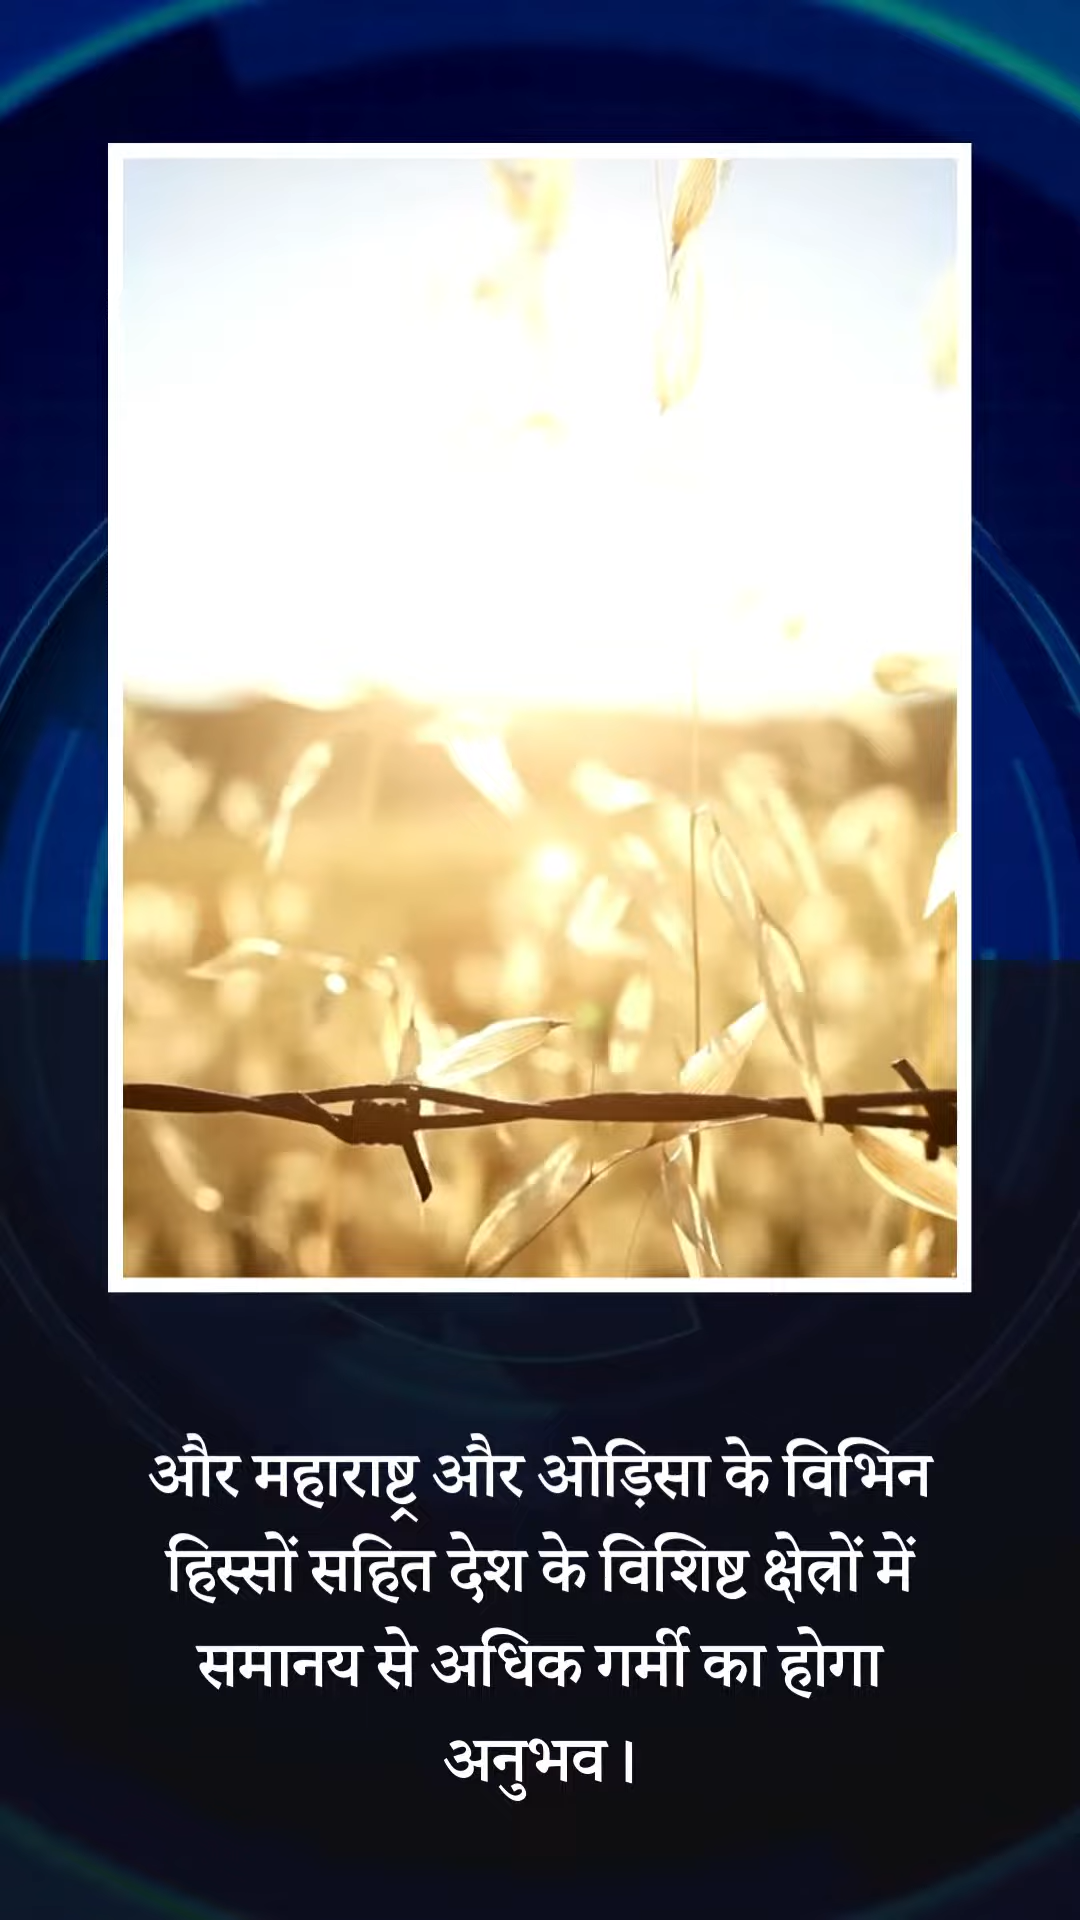 और महाराष्ट्र और ओड़िसा के विभिन
हिस्सों सहित देश के विशिष्ट क्षेत्रों में
समानय से अधिक गर्मी का होगा
अनुभव।